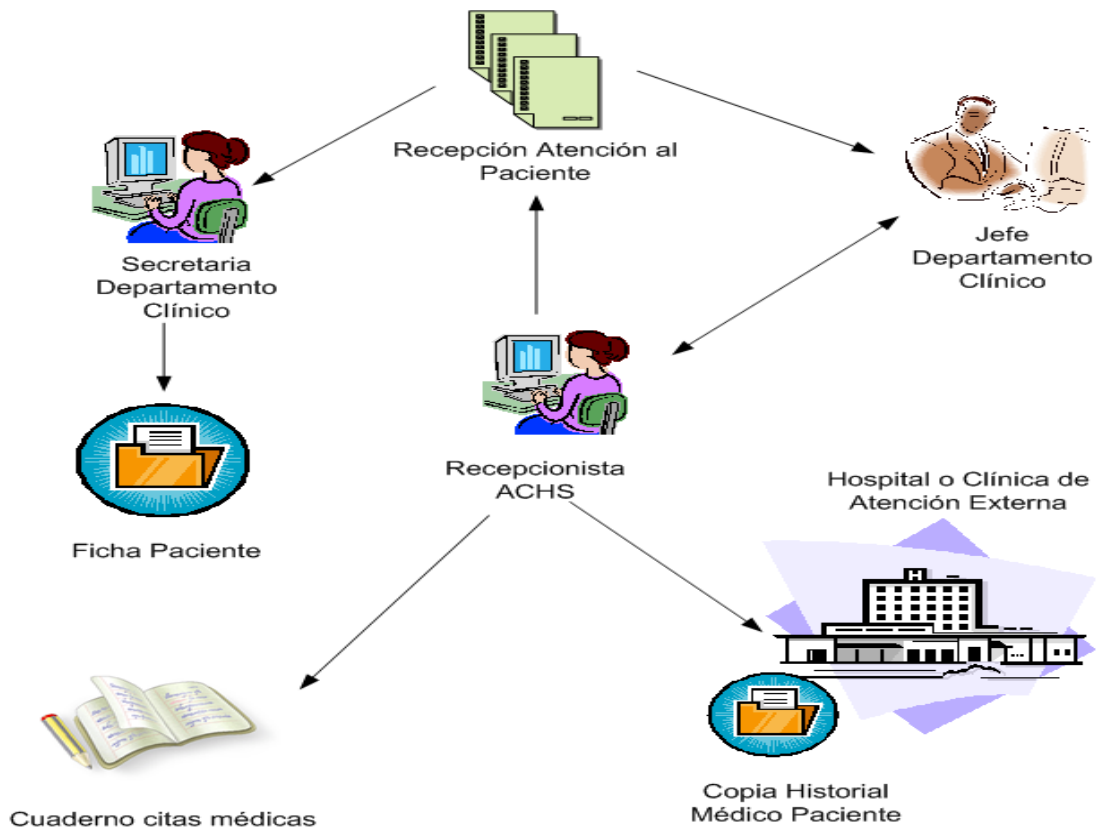 Recepción Atención al
Paciente
Jefe
Departamento
Clínico
Secretaria
Departamento
Clínico
Recepcionista
ACHS
Hospital o Clínica de
Atención Externa
H
Ficha Paciente
Copia Historial
Médico Paciente
Cuaderno citas médicas